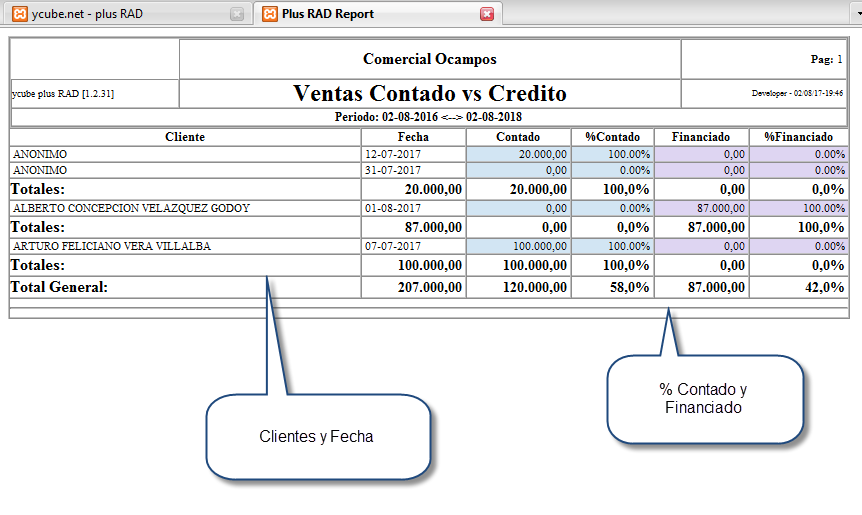 ycube.net - plus RAD
Plus RAD Report
Comercial Ocampos
Pag: 1
ycube plus RAD [1.2.31]
Ventas Contado vs Credito
Developer - 02/08/17-19:46
Periodo: 02-08-2016 <--> 02-08-2018
Cliente Fecha Contado %Contado Financiado %Financiado
ANONIMO 12-07-2017 20.000,00 100.00% 0,00 0.00%
ANONIMO 31-07-2017 0,00 0.00% 0,00 0.00%
Totales: 20.000,00 20.000,00 100,0% 0,00 0,0%
ALBERTO CONCEPCION VELAZQUEZ GODOY 01-08-2017 0,00 0.00% 87.000,00 100.00%
Totales: 87.000,00 0,00 0,0% 87.000,00 100,0%
ARTURO FELICIANO VERA VILLALBA 07-07-2017 100.000,00 100.00% 0,00 0.00%
Totales: 100.000,00 100.000,00 100,0% 0,00 0,0%
Total General: 207.000,00 120.000,00 58,0% 87.000,00 42,0%
% Contado y
Financiado
Clientes y Fecha